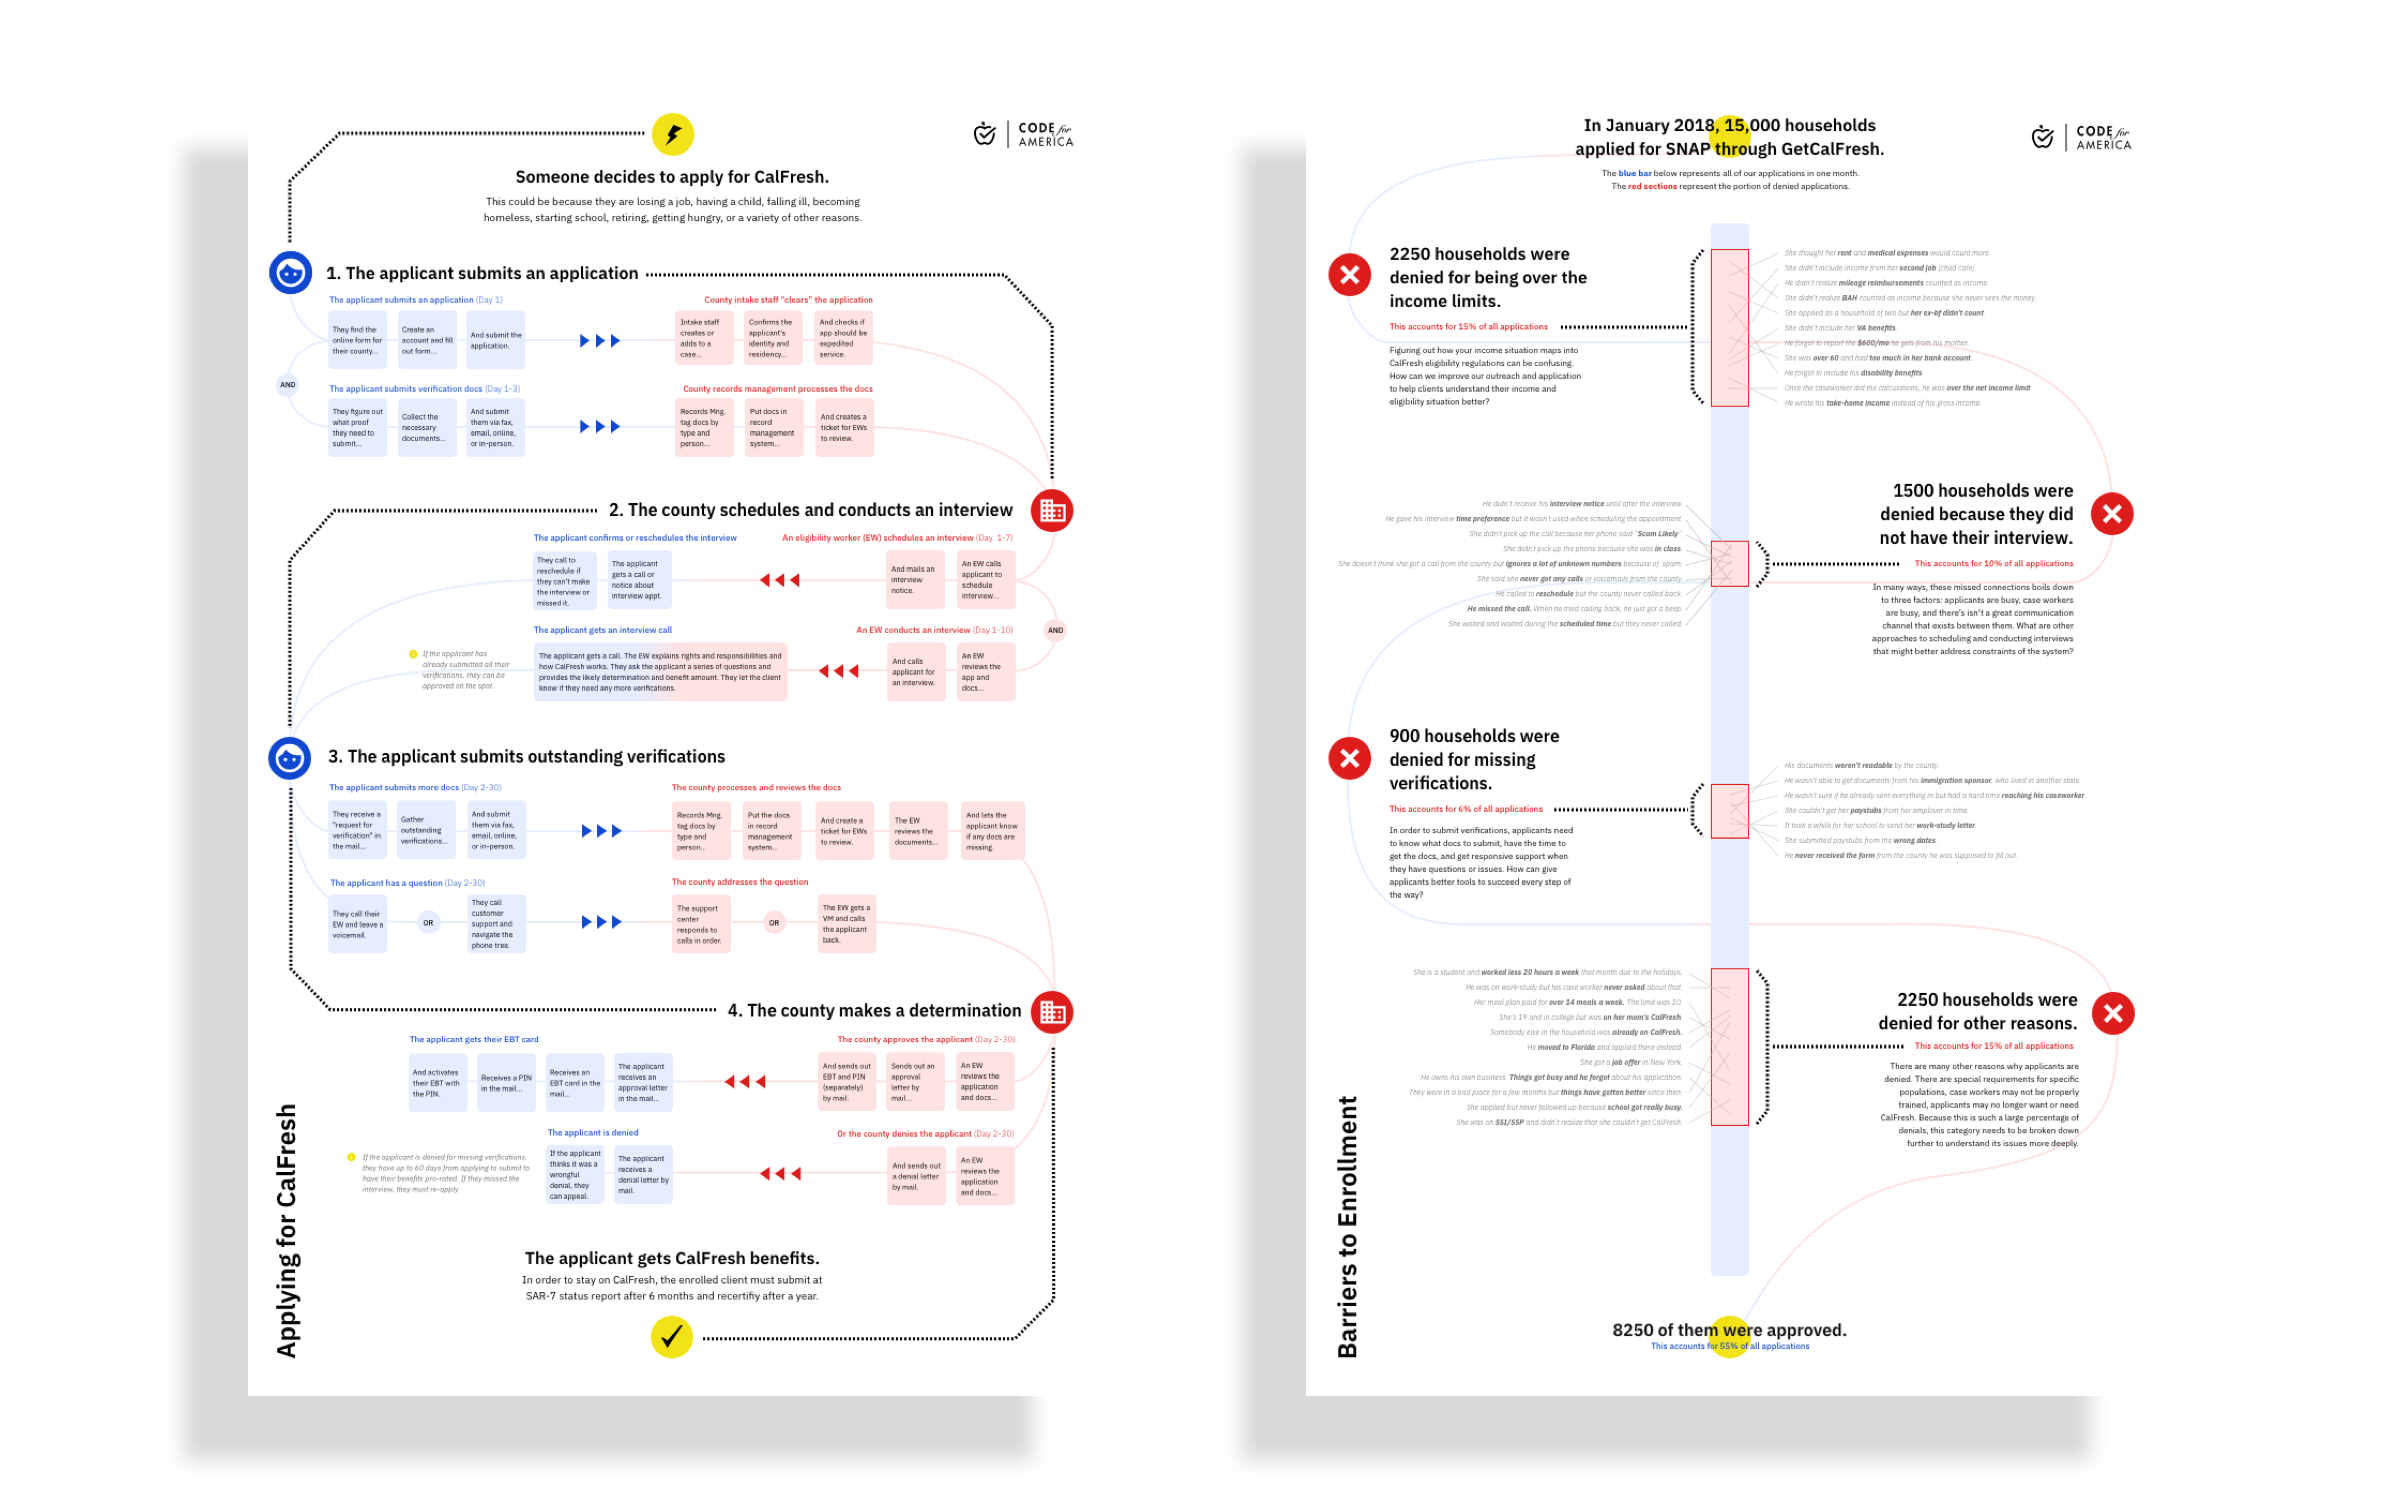 CODE for
AMERICA
Someone decides to apply for CalFresh.
This could be because they are losing a job, having a child, falling ill, becoming
homeless, starting school, retiring, getting hungry, or a variety of other reasons.
1. The applicant submits an application
The applicant submits an application (Day 1)
They find the
online form for
their county...
Create an
account and fill
out form...
And submit the
application.
County intake staff "clears" the application
Intake staff
creates or
adds to a
case...
Confirms the
applicant's
identity and
residency...
And checks if
app should be
expedited
service.
AND
The applicant submits verification docs (Day 1-3)
They figure out
what proof
they need to
submit...
Collect the
necessary
documents...
And submit
them via fax,
email, online,
or in-person.
County records management processes the docs
Records Mng.
tag docs by
type and
person...
Put docs in
record
management
system...
And creates a
ticket for EWs
to review.
2. The county schedules and conducts an interview
The applicant confirms or reschedules the interview
They call to
reschedule if
they can't make
the interview or
missed it.
The applicant
gets a call or
notice about
interview appt.
An eligibility worker (EW) schedules an interview (Day 1-7)
And mails an
interview
notice.
An EW calls
applicant to
schedule
interview...
AND
The applicant gets an interview call
If the applicant has
already submitted all their
verifications, they can be
approved on the spot.
The applicant gets a call. The EW explains rights and responsibilities and
how CalFresh works. They ask the applicant a series of questions and
provides the likely determination and benefit amount. They let the client
know if they need any more verifications.
An EW conducts an interview (Day 1-10)
And calls
applicant for
an interview.
An EW
reviews the
app and
docs...
3. The applicant submits outstanding verifications
The applicant submits more docs (Day 2-30)
They receive a
"request for
verification" in
the mail...
Gather
outstanding
verifications...
And submit
them via fax,
email, online,
or in-person.
The county processes and reviews the docs
Records Mng.
tag docs by
type and
person...
Put the docs
in record
management
system...
And create a
ticket for EWs
to review.
The EW
reviews the
documents...
And lets the
applicant know
if any docs are
missing.
The applicant has a question (Day 2-30)
They call their
EW and leave a
voicemail.
OR
They call
customer
support and
navigate the
phone tree.
The county addresses the question
The support
center
responds to
calls in order.
OR
The EW gets a
VM and calls
the applicant
back.
4. The county makes a determination
The applicant gets their EBT card
And activates
their EBT with
the PIN.
Receives a PIN
in the mail...
Receives an
EBT card in the
mail...
The applicant
receives an
approval letter
in the mail...
The county approves the applicant (Day 2-30)
And sends out
EBT and PIN
(separately)
by mail.
Sends out an
approval
letter by
mail...
An EW
reviews the
application
and docs...
The applicant is denied
If the applicant is denied for missing verifications,
they have up to 60 days from applying to submit to
have their benefits pro-rated. If they missed the
interview, they must re-apply.
If the applicant
thinks it was a
wrongful
denial, they
can appeal.
The applicant
receives a
denial letter by
mail.
Or the county denies the applicant (Day 2-30)
And sends out
a denial letter
by mail.
An EW
reviews the
application
and docs...
The applicant gets CalFresh benefits.
In order to stay on CalFresh, the enrolled client must submit at
SAR-7 status report after 6 months and recertifiy after a year.
Applying for CalFresh
In January 2018, 15,000 households
applied for SNAP through GetCalFresh.
The blue bar below represents all of our applications in one month.
The red sections represent the portion of denied applications.
CODE for
AMERICA
2250 households were
denied for being over the
income limits.
This accounts for 15% of all applications
Figuring out how your income situation maps into
CalFresh eligibility regulations can be confusing.
How can we improve our outreach and application
to help clients understand their income and
eligibility situation better?
She thought her rent and medical expenses would count more.
She didn't include income from her second job (child care).
He didn't realize mileage reimbursements counted as income.
She didn't realize BAH counted as income because she never sees the money.
She applied as a household of two but her ex-bf didn't count.
She didn't include her VA benefits.
He forgot to report the $600/mo he gets from his mother.
She was over 60 and had too much in her bank account.
He forgot to include his disability benefits.
Once the caseworker did the calculations, he was over the net income limit.
He wrote his take-home income instead of his gross income.
1500 households were
denied because they did
not have their interview.
This accounts for 10% of all applications
In many ways, these missed connections boils down
to three factors: applicants are busy, case workers
are busy, and there's isn't a great communication
channel that exists between them. What are other
approaches to scheduling and conducting interviews
that might better address constraints of the system?
He didn't receive his interview notice until after the interview.
He gave his interview time preference but it wasn't used when scheduling the appointment.
She didn't pick up the call because her phone said "Scam Likely".
She didn't pick up the phone because she was in class.
She doesn't think she got a call from the county but ignores a lot of unknown numbers because of spam.
She said she never got any calls or voicemails from the county.
He called to reschedule but the county never called back.
He missed the call. When he tried calling back, he just got a beep.
She waited and waited during the scheduled time but they never called.
900 households were
denied for missing
verifications.
This accounts for 6% of all applications
In order to submit verifications, applicants need
to know what docs to submit, have the time to
get the docs, and get responsive support when
they have questions or issues. How can give
applicants better tools to succeed every step of
the way?
His documents weren't readable by the county.
He wasn't able to get documents from his immigration sponsor, who lived in another state.
He wasn't sure if he already sent everything in but had a hard time reaching his caseworker.
She couldn't get her paystubs from her employer in time.
It took a while for her school to send her work-study letter.
She submitted paystubs from the wrong dates.
He never received the form from the county he was supposed to fill out.
2250 households were
denied for other reasons.
This accounts for 15% of all applications
There are many other reasons why applicants are
denied. There are special requirements for specific
populations, case workers may not be properly
trained, applicants may no longer want or need
CalFresh. Because this is such a large percentage of
denials, this category needs to be broken down
further to understand its issues more deeply.
She is a student and worked less 20 hours a week that month due to the holidays.
He was on work-study but his case worker never asked about that.
Her meal plan paid for over 14 meals a week. The limit was 10.
She's 19 and in college but was on her mom's CalFresh.
Somebody else in the household was already on CalFresh.
He moved to Florida and applied there instead.
She got a job offer in New York.
He owns his own business. Things got busy and he forgot about his application.
They were in a bad place for a few months but things have gotten better since then.
She applied but never followed up because school got really busy.
She was on SSI/SSP and didn't realize that she couldn't get CalFresh.
8250 of them were approved.
This accounts for 55% of all applications
Barriers to Enrollment